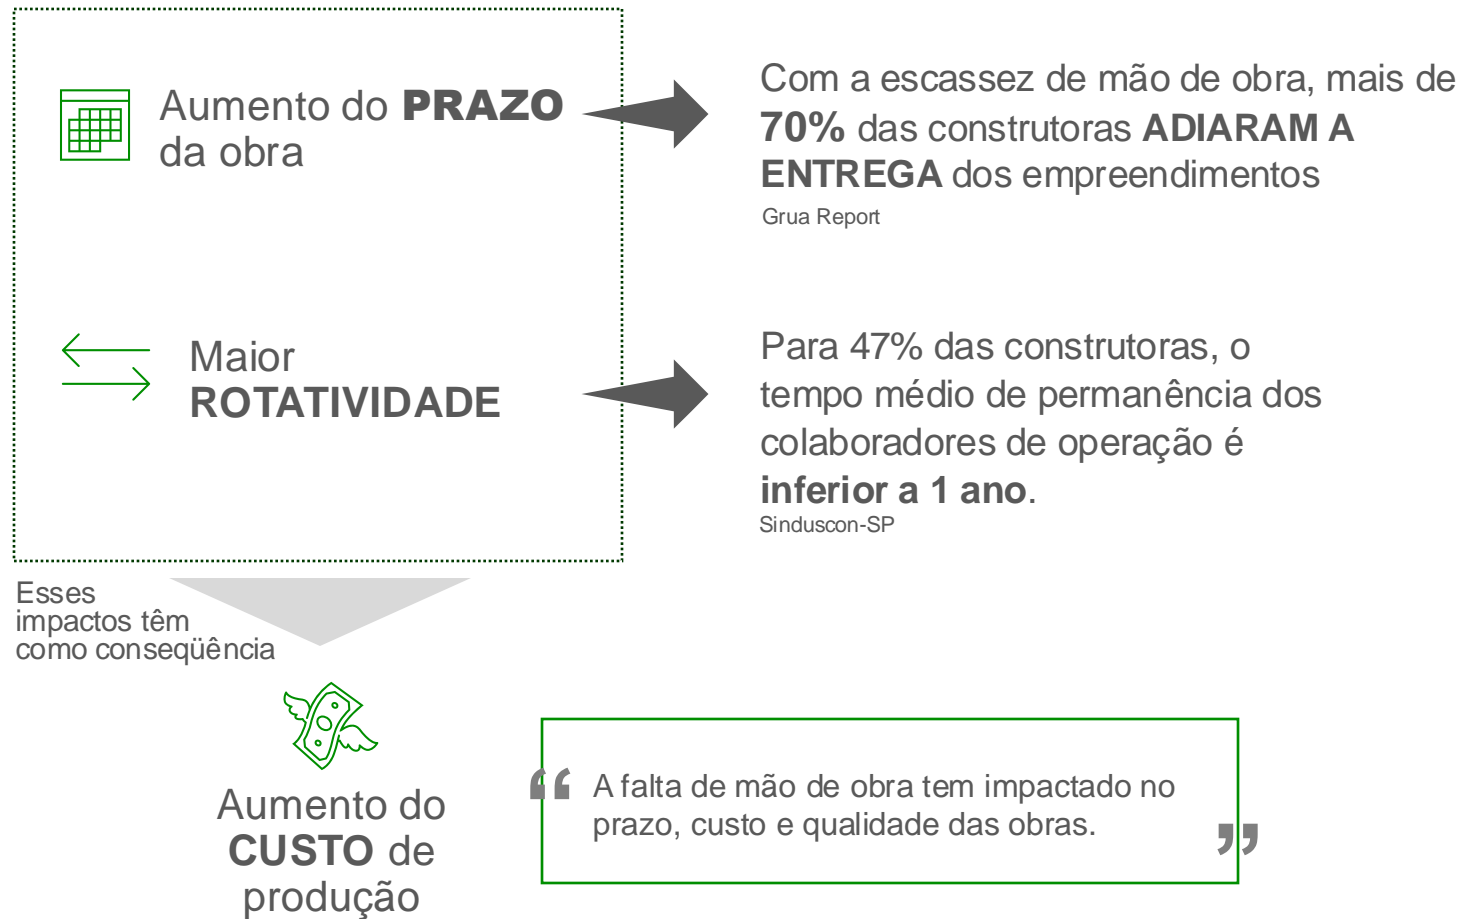 Aumento do PRAZO
da obra
Com a escassez de mão de obra, mais de
70% das construtoras ADIARAM A
ENTREGA dos empreendimentos
Grua Report
Maior
ROTATIVIDADE
Para 47% das construtoras, o
tempo médio de permanência dos
colaboradores de operação é
inferior a 1 ano.
Sinduscon-SP
Esses
impactos têm
como conseqüência
Aumento do
CUSTO de
produção
“ A falta de mão de obra tem impactado no
prazo, custo e qualidade das obras. ”